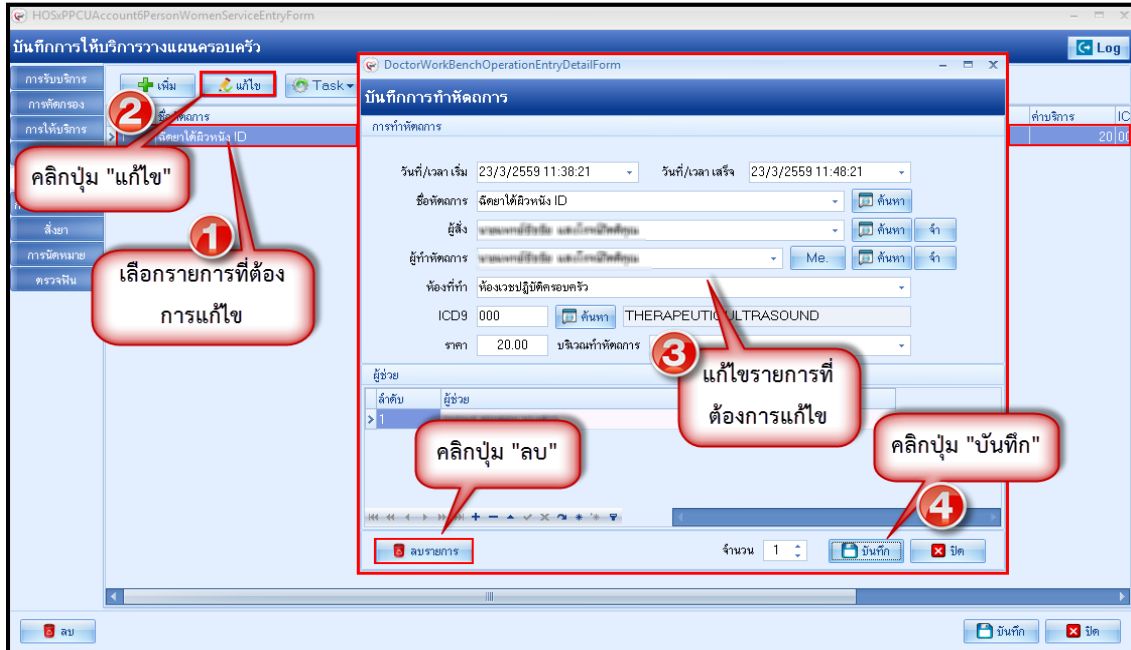 HOSxPPCUAccount6PersonWomenServiceEntryForm
บันทึกการให้บริการวางแผนครอบครัว
Log
การรับบริการ
การคัดกรอง
การให้บริการ
สั่งยา
การนัดหมาย
ตรวจฟัน
เพิ่ม
แก้ไข
Task
ชื่อหัตถการ
ค่าบริการ
IC
1
ฉีดยาใต้ผิวหนัง ID
20
00
2
คลิกปุ่ม "แก้ไข"
1
เลือกรายการที่ต้อง
การแก้ไข
DoctorWorkBenchOperationEntryDetailForm
บันทึกการทำหัตถการ
การทำหัตถการ
วันที่/เวลา เริ่ม 23/3/2559 11:38:21 วันที่/เวลา เสร็จ 23/3/2559 11:48:21
ชื่อหัตถการ ฉีดยาใต้ผิวหนัง ID ค้นหา
ผู้สั่ง ค้นหา จำ
ผู้ทำหัตถการ Me. ค้นหา จำ
ห้องที่ทำ ห้องเวชปฏิบัติครอบครัว
ICD9 000 ค้นหา THERAPEUTIC ULTRASOUND
ราคา 20.00 บริเวณทำหัตถการ
3
แก้ไขรายการที่
ต้องการแก้ไข
ผู้ช่วย
ลำดับ ผู้ช่วย
1
คลิกปุ่ม "ลบ"
คลิกปุ่ม "บันทึก"
4
ลบรายการ จำนวน 1 บันทึก ปิด
ลบ บันทึก ปิด